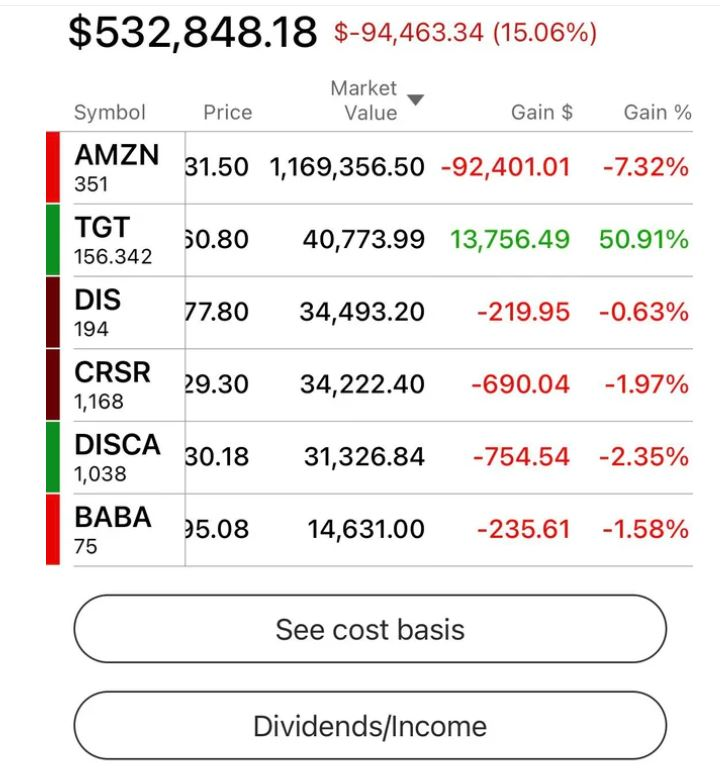 $532,848.18 $-94,463.34 (15.06%)
Symbol Price Market Value Gain $ Gain %
AMZN 31.50 1,169,356.50 -92,401.01 -7.32%
351
TGT 60.80 40,773.99 13,756.49 50.91%
156.342
DIS 77.80 34,493.20 -219.95 -0.63%
194
CRSR 29.30 34,222.40 -690.04 -1.97%
1,168
DISCA 30.18 31,326.84 -754.54 -2.35%
1,038
BABA 95.08 14,631.00 -235.61 -1.58%
75
See cost basis
Dividends/Income